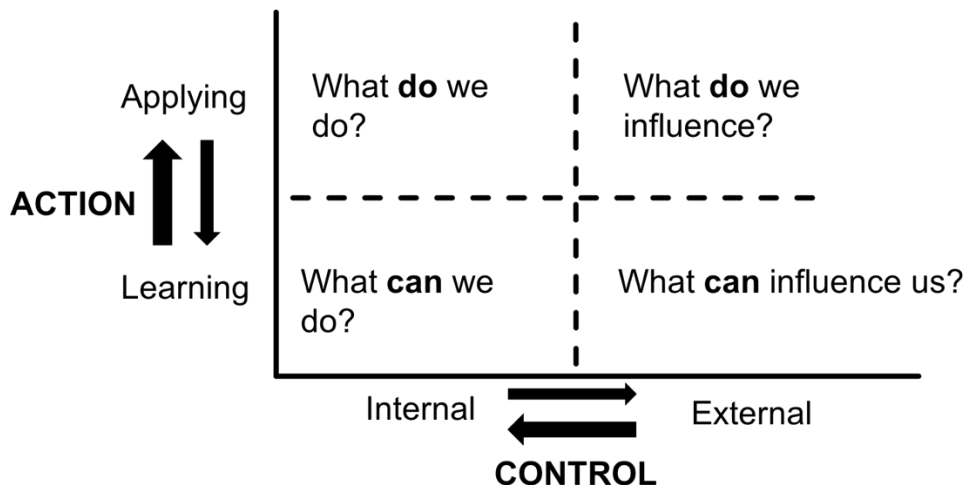 What do we
do?
What do we
influence?
Applying
ACTION
Learning
What can we
do?
What can influence us?
Internal
External
CONTROL